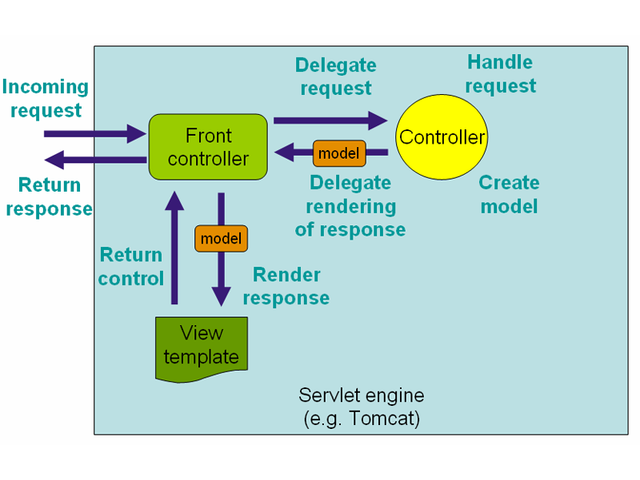 Incoming
request
Return
response
Front
controller
Delegate
request
Handle
request
Controller
model
Delegate
rendering
of response
Create
model
Return
control
model
Render
response
View
template
Servlet engine
(e.g. Tomcat)